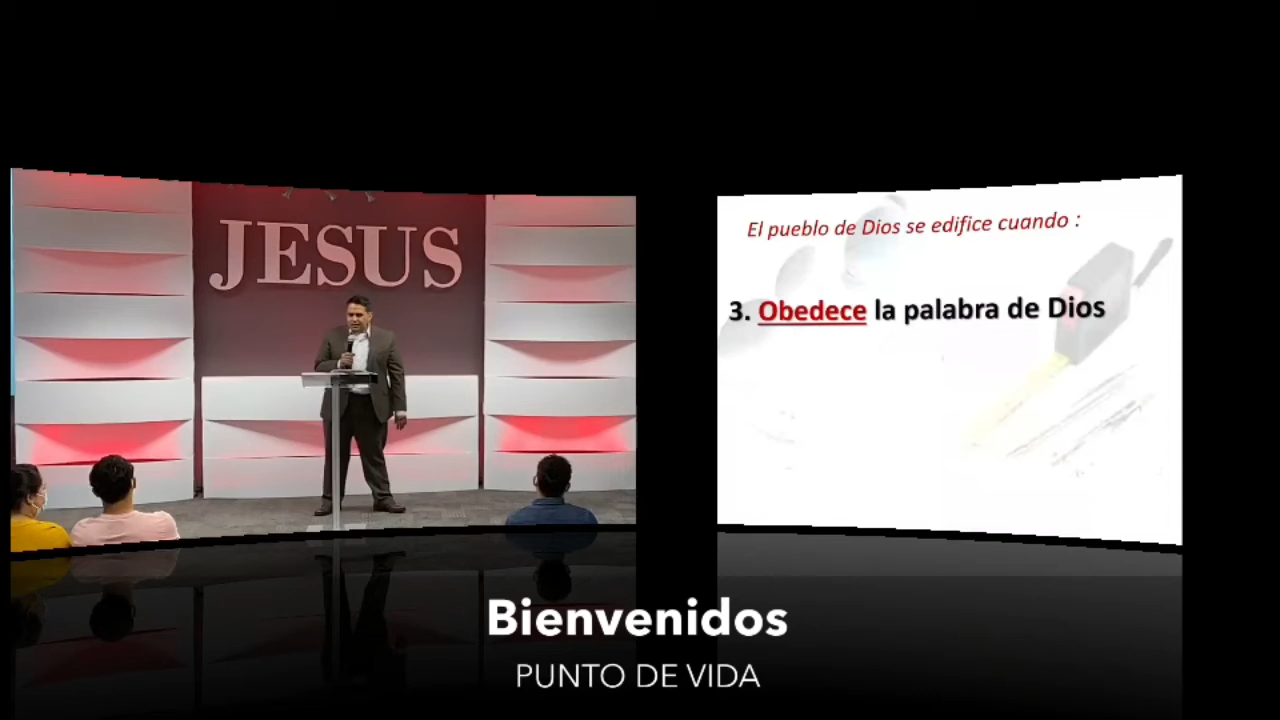 JESUS
El pueblo de Dios se edifice cuando :
3. Obedece la palabra de Dios
Bienvenidos
PUNTO DE VIDA